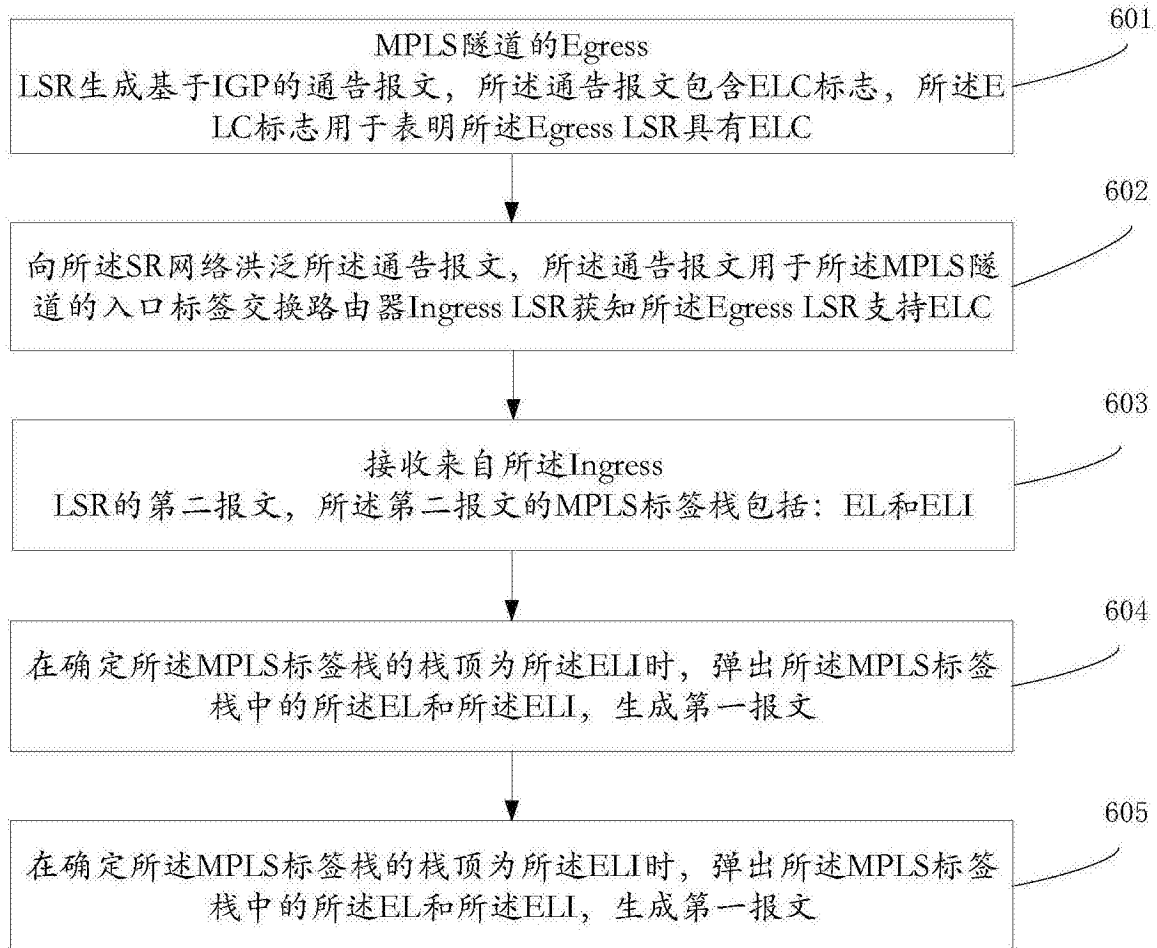 601
MPLS隧道的Egress
LSR生成基于IGP的通告报文，所述通告报文包含ELC标志，所述E
LC标志用于表明所述Egress LSR具有ELC
602
向所述SR网络洪泛所述通告报文，所述通告报文用于所述MPLS隧
道的入口标签交换路由器Ingress LSR获知所述Egress LSR支持ELC
603
接收来自所述Ingress
LSR的第二报文，所述第二报文的MPLS标签栈包括：EL和ELI
604
在确定所述MPLS标签栈的栈顶为所述ELI时，弹出所述MPLS标签
栈中的所述EL和所述ELI，生成第一报文
605
在确定所述MPLS标签栈的栈顶为所述ELI时，弹出所述MPLS标签
栈中的所述EL和所述ELI，生成第一报文